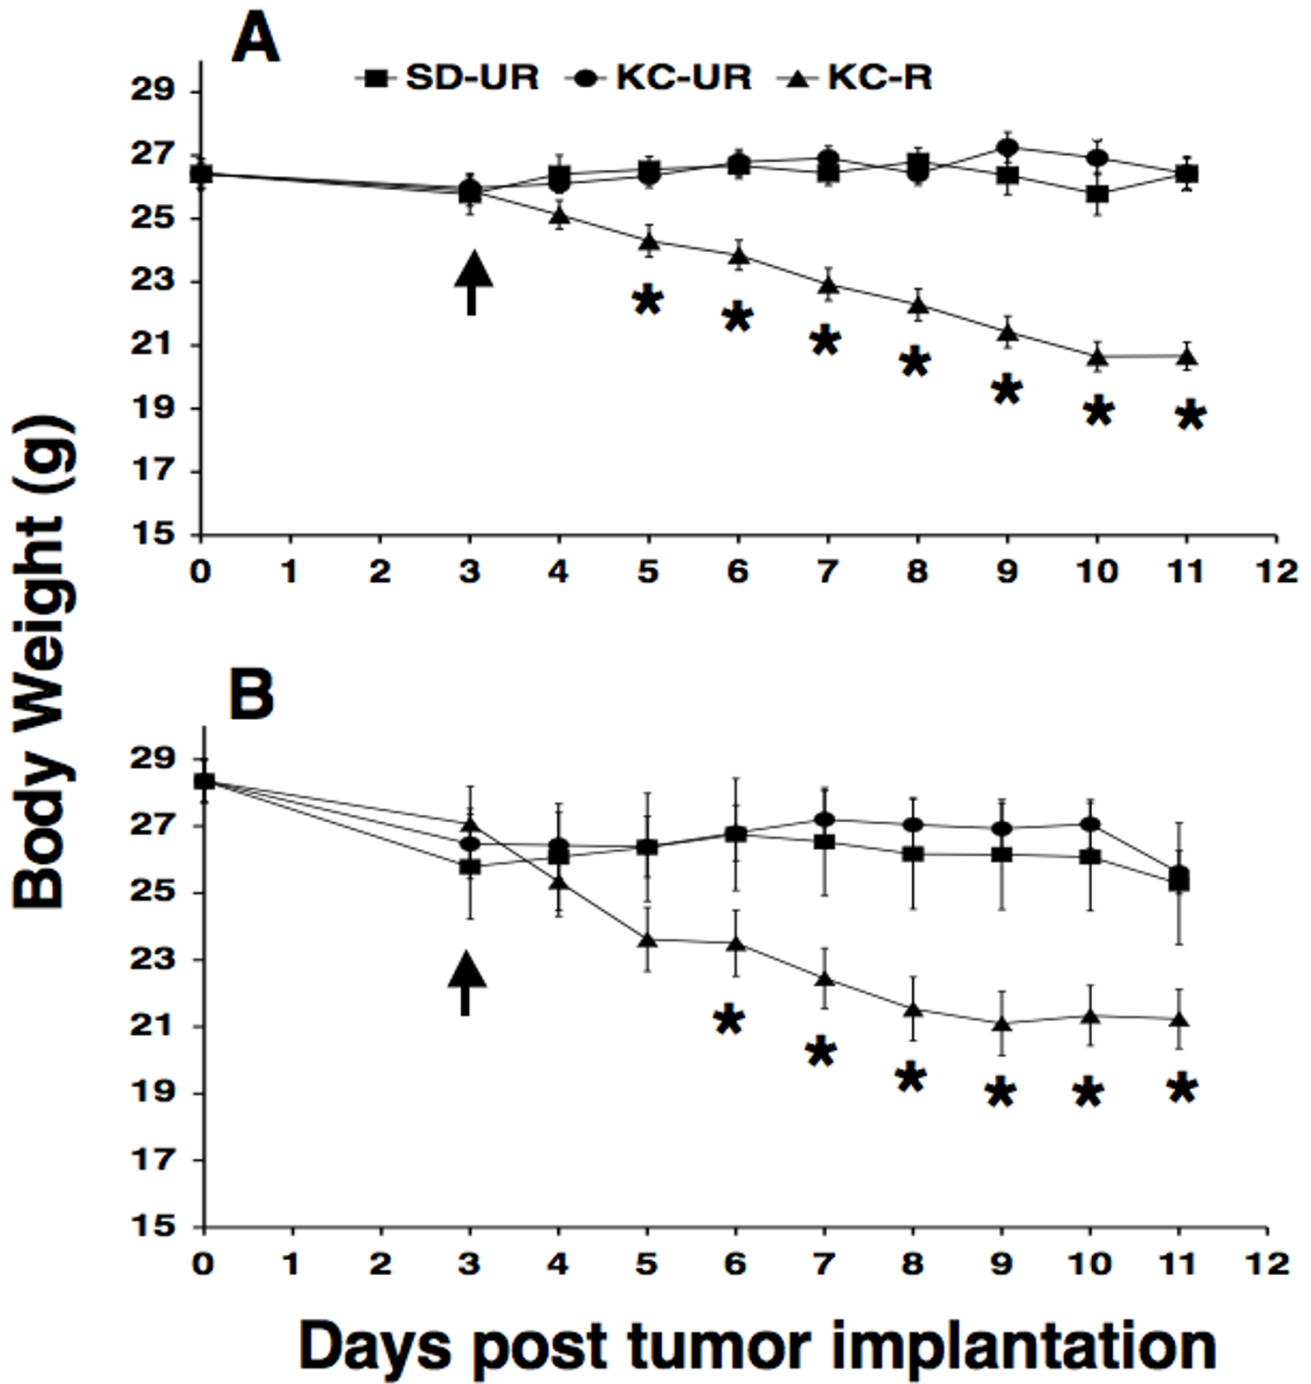 A
SD-UR KC-UR KC-R
29
27
25
23
21
19
17
15
0 1 2 3 4 5 6 7 8 9 10 11 12
* * * * * * *
Body Weight (g)
B
29
27
25
23
21
19
17
15
0 1 2 3 4 5 6 7 8 9 10 11 12
* * * * * *
Days post tumor implantation